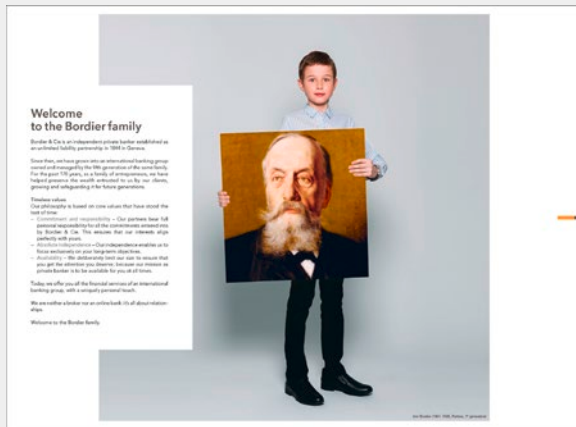 Welcome
to the Bordier family
Bordier & Cie is an independent private banker established as
an unlimited liability partnership in 1844 in Geneva.
Since then, we have grown into an international banking group
owned and managed by the fifth generation of the same family.
For the past 175 years, as a family of entrepreneurs, we have
helped preserve the wealth entrusted to us by our clients,
growing and safeguarding it for future generations.
Timeless values
Our philosophy is based on core values that have stood the
test of time:
– Commitment and responsibility – Our partners bear full
personal responsibility for all the commitments entered into
by Bordier & Cie. This ensures that our interests align
perfectly with yours.
– Absolute independence – Our independence enables us to
focus exclusively on your long-term objectives.
– Availability – We deliberately limit our size to ensure that
you get the attention you deserve, because our mission as
private banker is to be available for you at all times.
Today, we offer you all the financial services of an international
banking group, with a uniquely personal touch.
We are neither a broker nor an online bank: it's all about relation-
ships.
Welcome to the Bordier family.